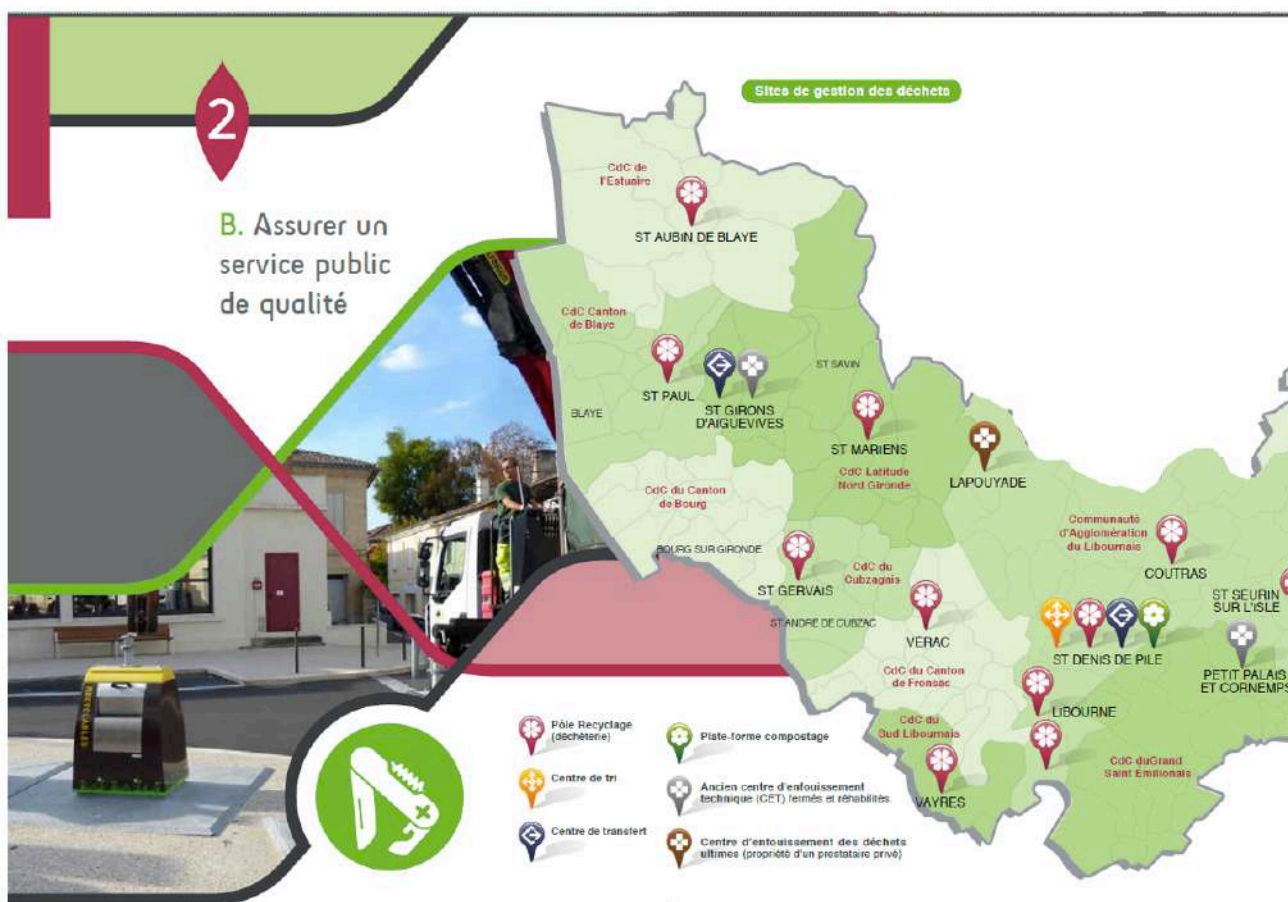 2
B. Assurer un
service public
de qualité
Sites de gestion des déchets
CdC de
l'Estuaire
ST AUBIN DE BLAYE
CdC Canton
de Blaye
ST PAUL
ST GIRONS
D'AIGUEVIVES
ST SAVIN
BLAYE
ST MARIENS
CdC Latitude
Nord Gironde
LAPOUYADE
CdC du Canton
de Bourg
BOURG SUR GIRONDE
Communauté
d'Agglomération
du Libournais
COUTRAS
CdC du
Cubzagais
ST GERVAIS
ST ANDRÉ DE CUBZAC
VERAC
ST SEURIN
SUR L'ISLE
ST DENIS DE PILE
PETIT PALAIS
ET CORNEMPS
CdC du Canton
de Fronsac
LIBOURNE
CdC du
Sud Libournais
VAYRES
CdC duGrand
Saint Emilionais
RECYCLABLES
Pôle Recyclage
(déchèterie)
Centre de tri
Centre de transfert
Plate-forme compostage
Ancien centre d'enfouissement
technique (CET) fermés et réhabilités.
Centre d'enfouissement des déchets
ultimes (propriété d'un prestataire privé)